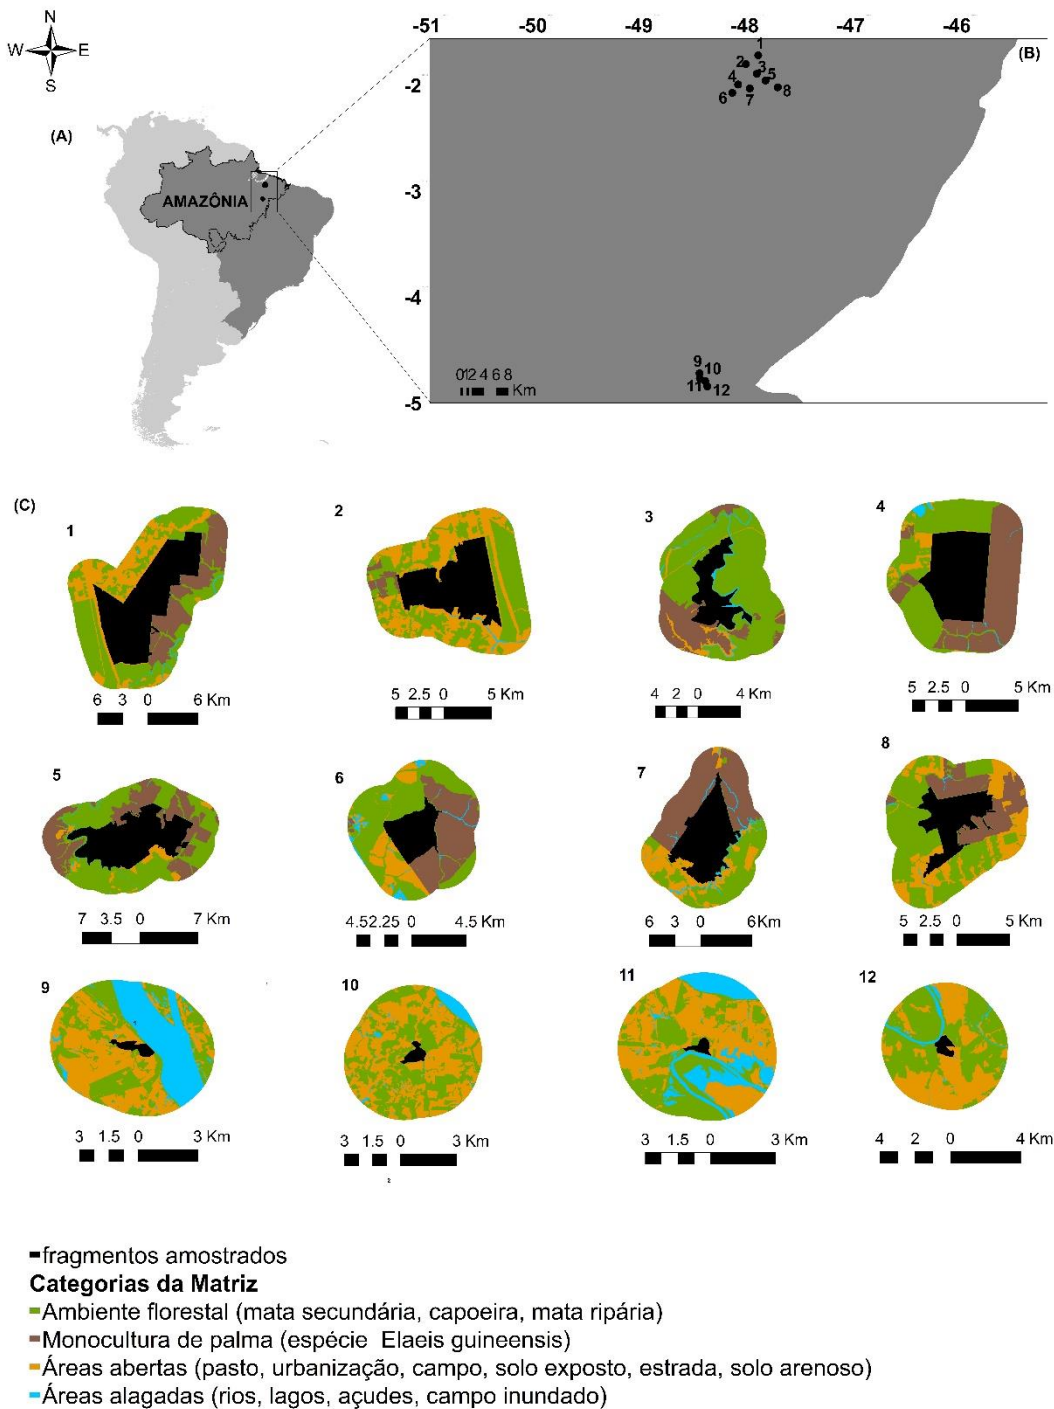 N
W E
S
(A)
AMAZÔNIA
-51 -50 -49 -48 -47 -46
(B)
-2
-3
-4
-5
1
2
3
4 5
6 7 8
9
10
11
12
012 4 6 8
Km
(C)
1
6 3 0 6 Km
2
5 2.5 0 5 Km
3
4 2 0 4 Km
4
5 2.5 0 5 Km
5
7 3.5 0 7 Km
6
4.52.25 0 4.5 Km
7
6 3 0 6Km
8
5 2.5 0 5 Km
9
3 1.5 0 3 Km
10
3 1.5 0 3 Km
2
11
3 1.5 0 3 Km
12
4 2 0 4 Km
fragmentos amostrados
Categorias da Matriz
Ambiente florestal (mata secundária, capoeira, mata ripária)
Monocultura de palma (espécie Elaeis guineensis)
Áreas abertas (pasto, urbanização, campo, solo exposto, estrada, solo arenoso)
Áreas alagadas (rios, lagos, açudes, campo inundado)